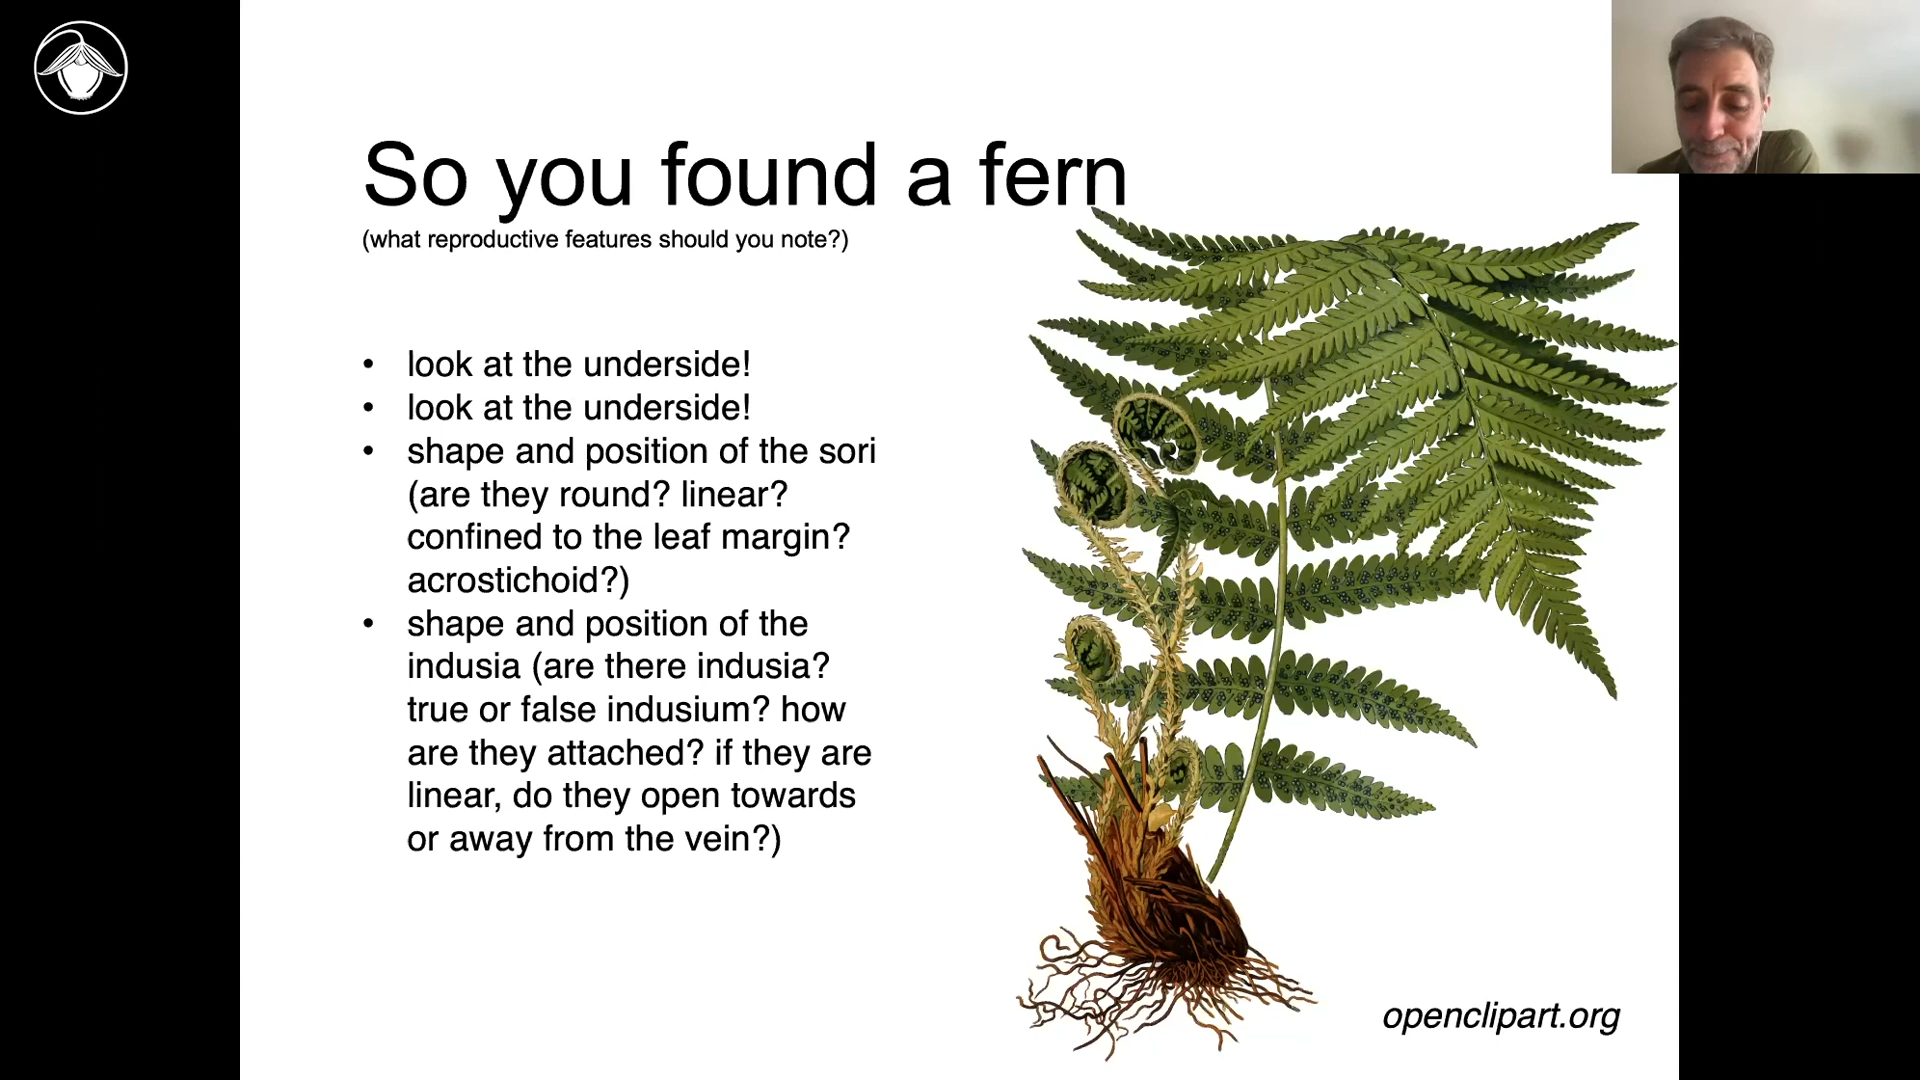 So you found a fern
(what reproductive features should you note?)
• look at the underside!
• look at the underside!
• shape and position of the sori
(are they round? linear?
confined to the leaf margin?
acrostichoid?)
• shape and position of the
indusia (are there indusia?
true or false indusium? how
are they attached? if they are
linear, do they open towards
or away from the vein?)
openclipart.org